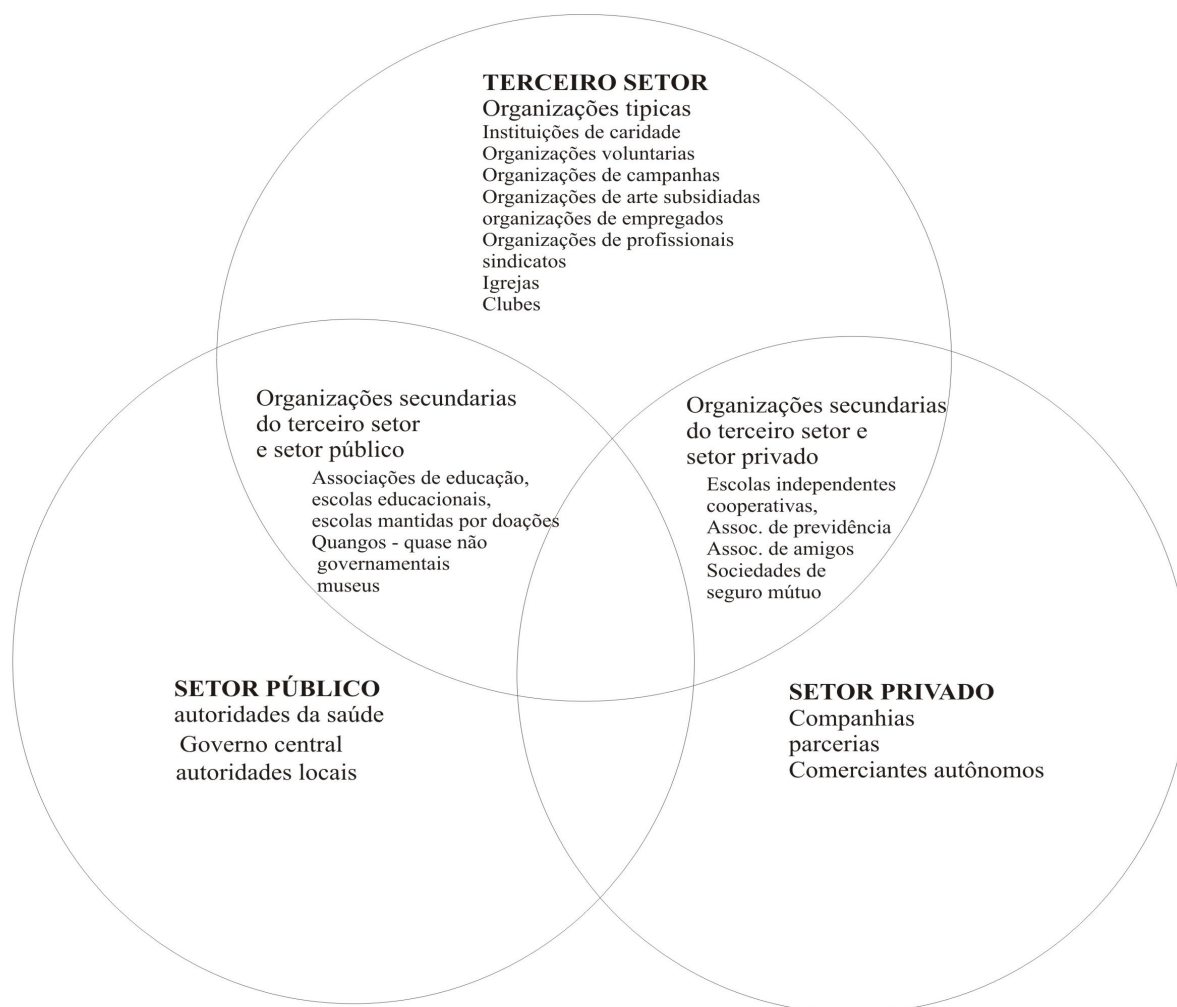 TERCEIRO SETOR
Organizações tipicas
Instituições de caridade
Organizações voluntarias
Organizações de campanhas
Organizações de arte subsidiadas
organizações de empregados
Organizações de profissionais
sindicatos
Igrejas
Clubes
Organizações secundarias
do terceiro setor
e setor público
Associações de educação,
escolas educacionais,
escolas mantidas por doações
Quangos - quase não
governamentais
museus
Organizações secundarias
do terceiro setor e
setor privado
Escolas independentes
cooperativas,
Assoc. de previdência
Assoc. de amigos
Sociedades de
seguro mútuo
SETOR PÚBLICO
autoridades da saúde
Governo central
autoridades locais
SETOR PRIVADO
Companhias
parcerias
Comerciantes autônomos